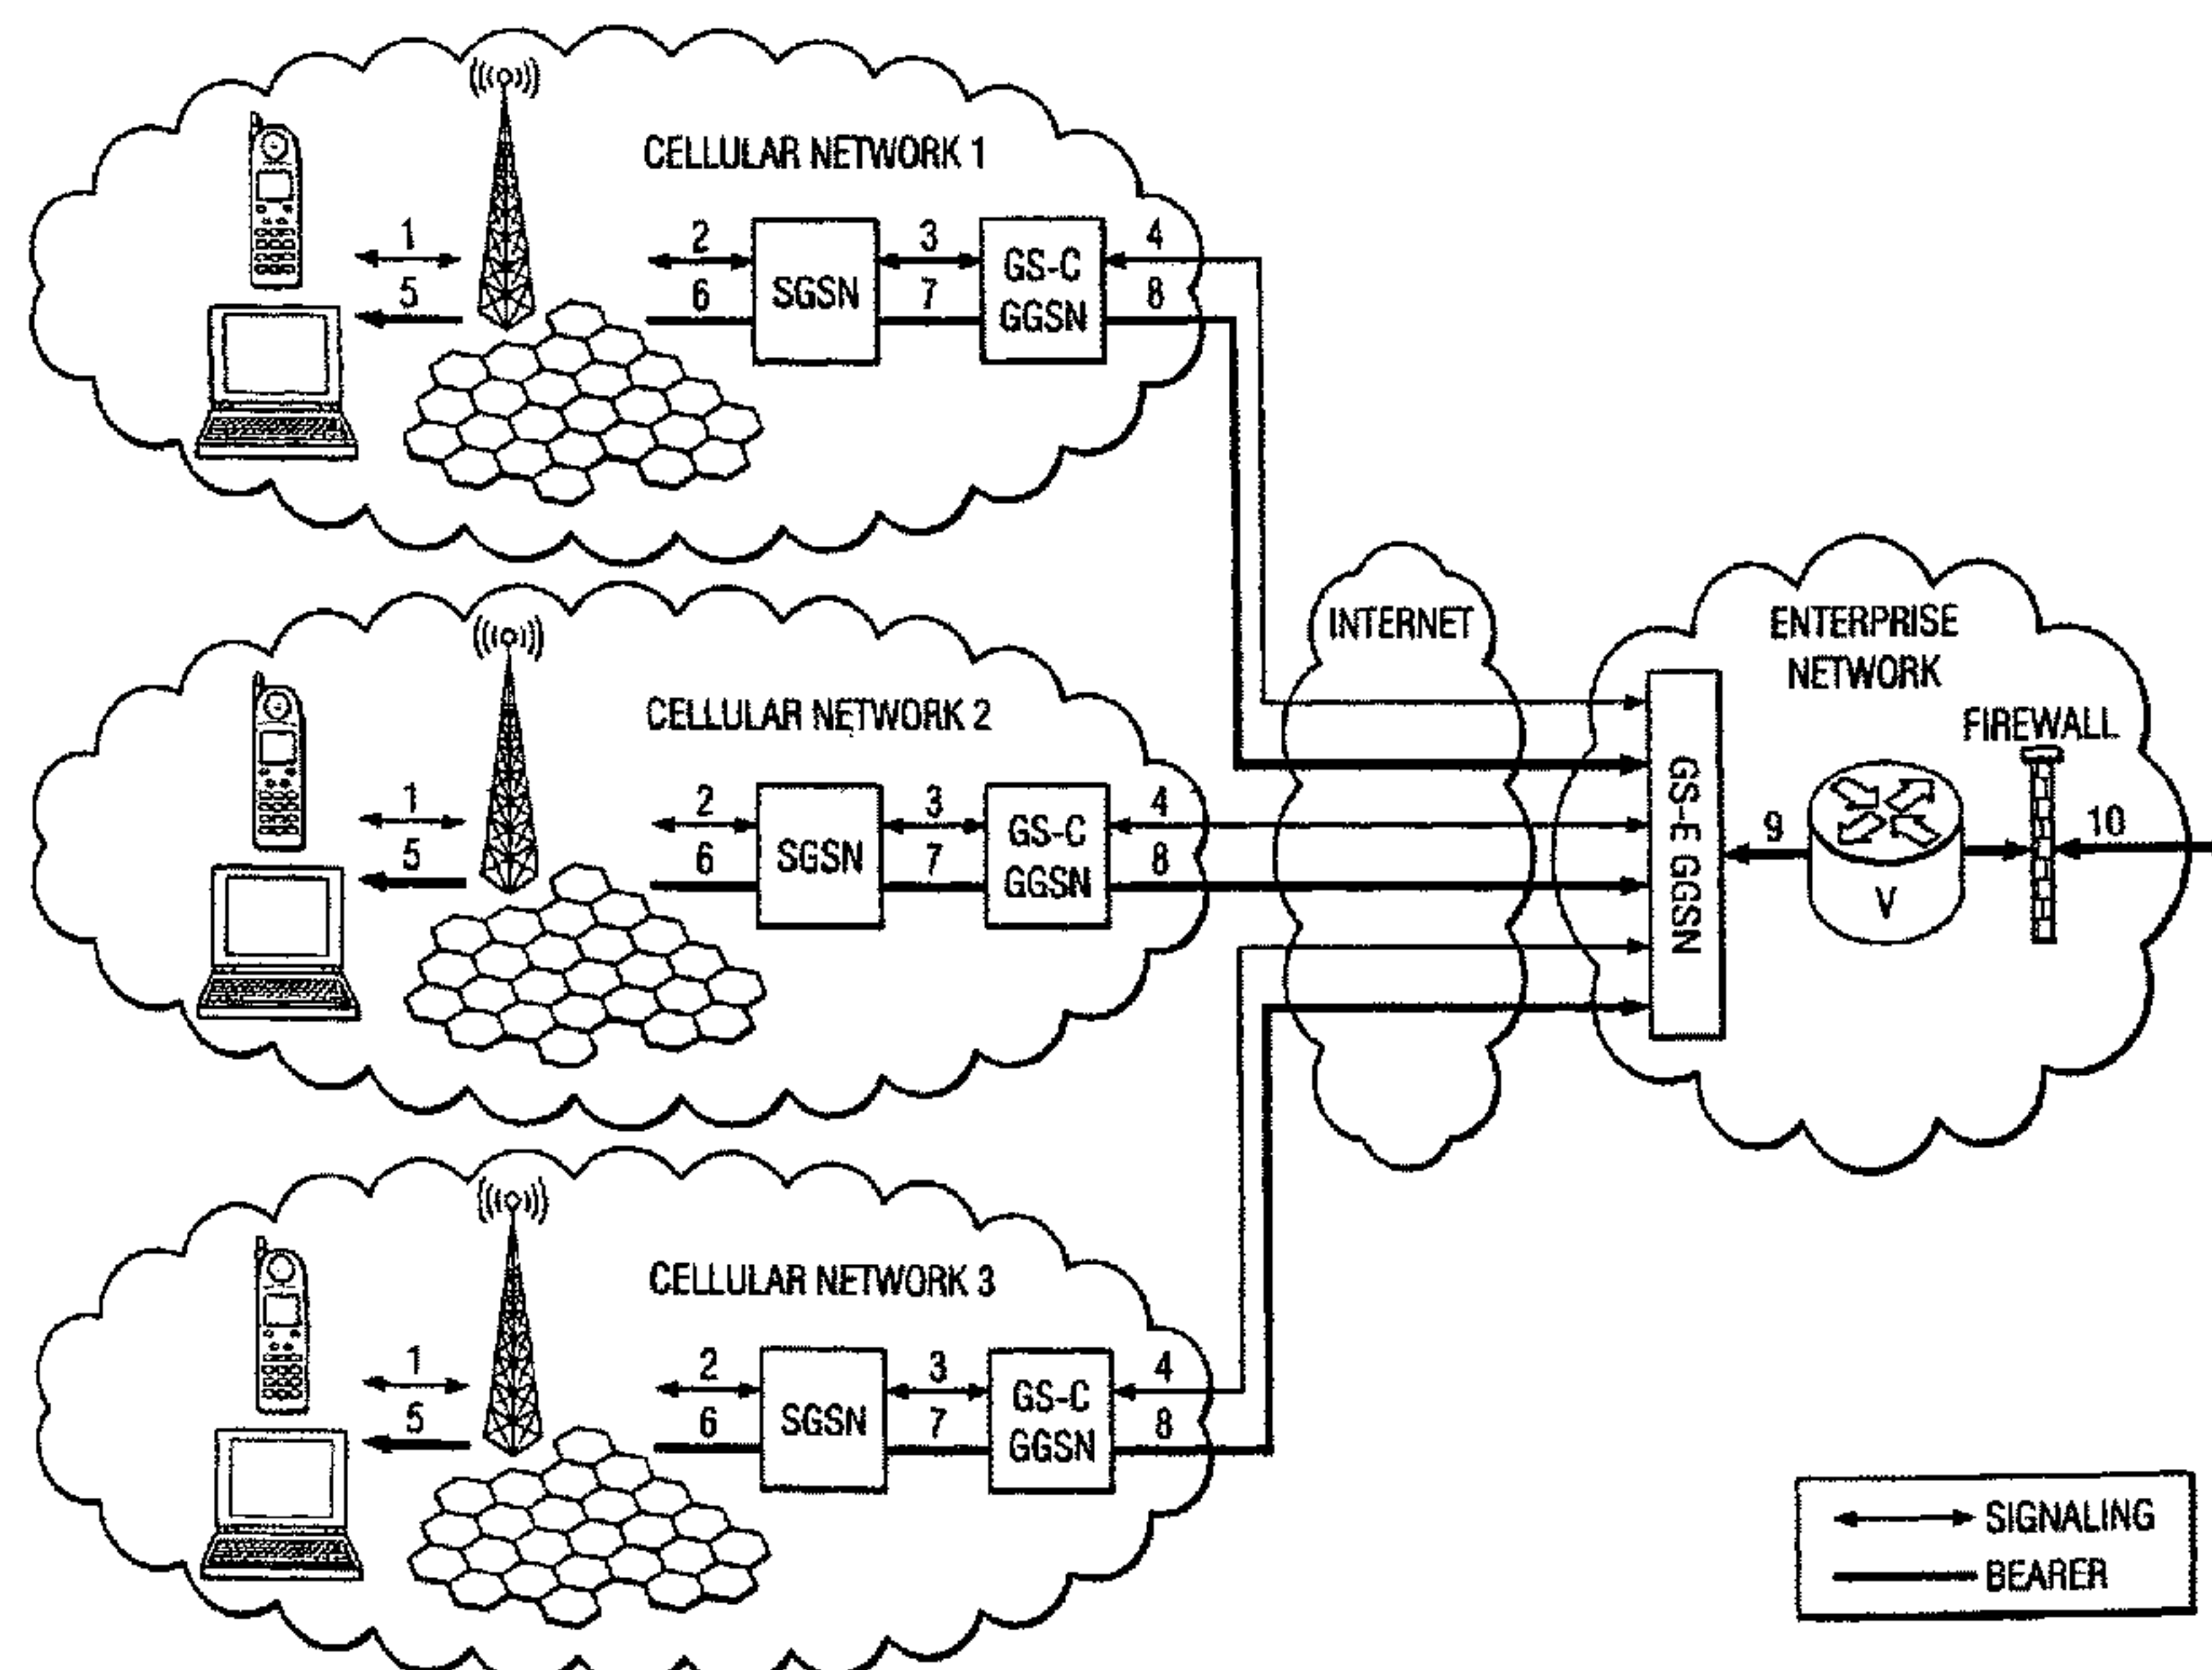 CELLULAR NETWORK 1
1
5
2
6
SGSN
3
7
GS-C
GGSN
4
8
CELLULAR NETWORK 2
1
5
2
6
SGSN
3
7
GS-C
GGSN
4
8
CELLULAR NETWORK 3
1
5
2
6
SGSN
3
7
GS-C
GGSN
4
8
INTERNET
ENTERPRISE
NETWORK
FIREWALL
GS-E GGSN
9
V
10
SIGNALING
BEARER